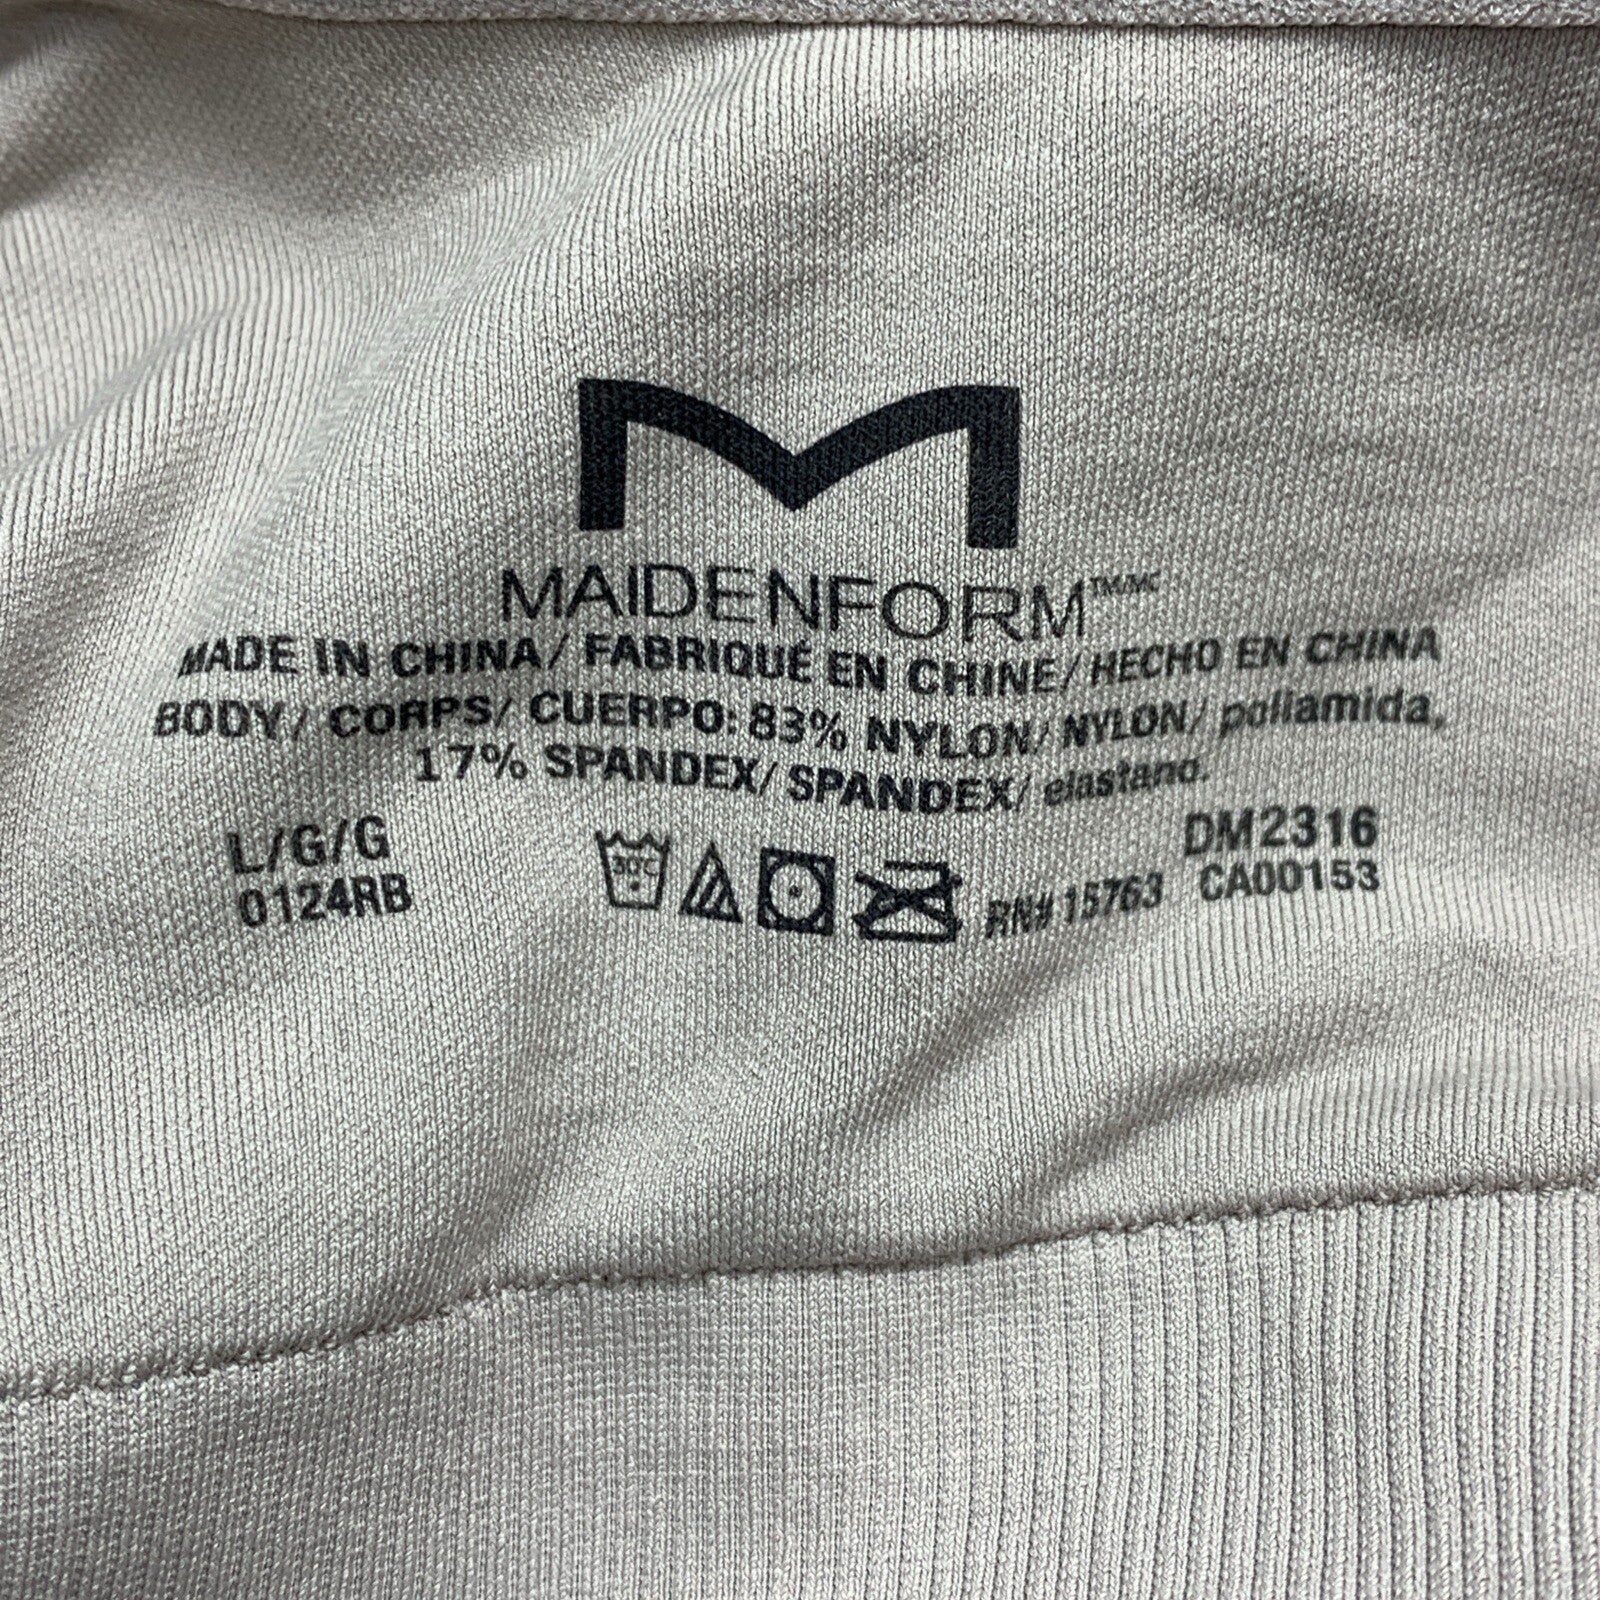 M
MAIDENFORM™MC
MADE IN CHINA/ FABRIQUÉ EN CHINE/ HECHO EN CHINA
BODY/ CORPS/ CUERPO: 83% NYLON/ NYLON/ poliamida,
17% SPANDEX/ SPANDEX/ elastano.
L/G/G
0124RB
30°C
RN# 15763
DM2316
CA00153